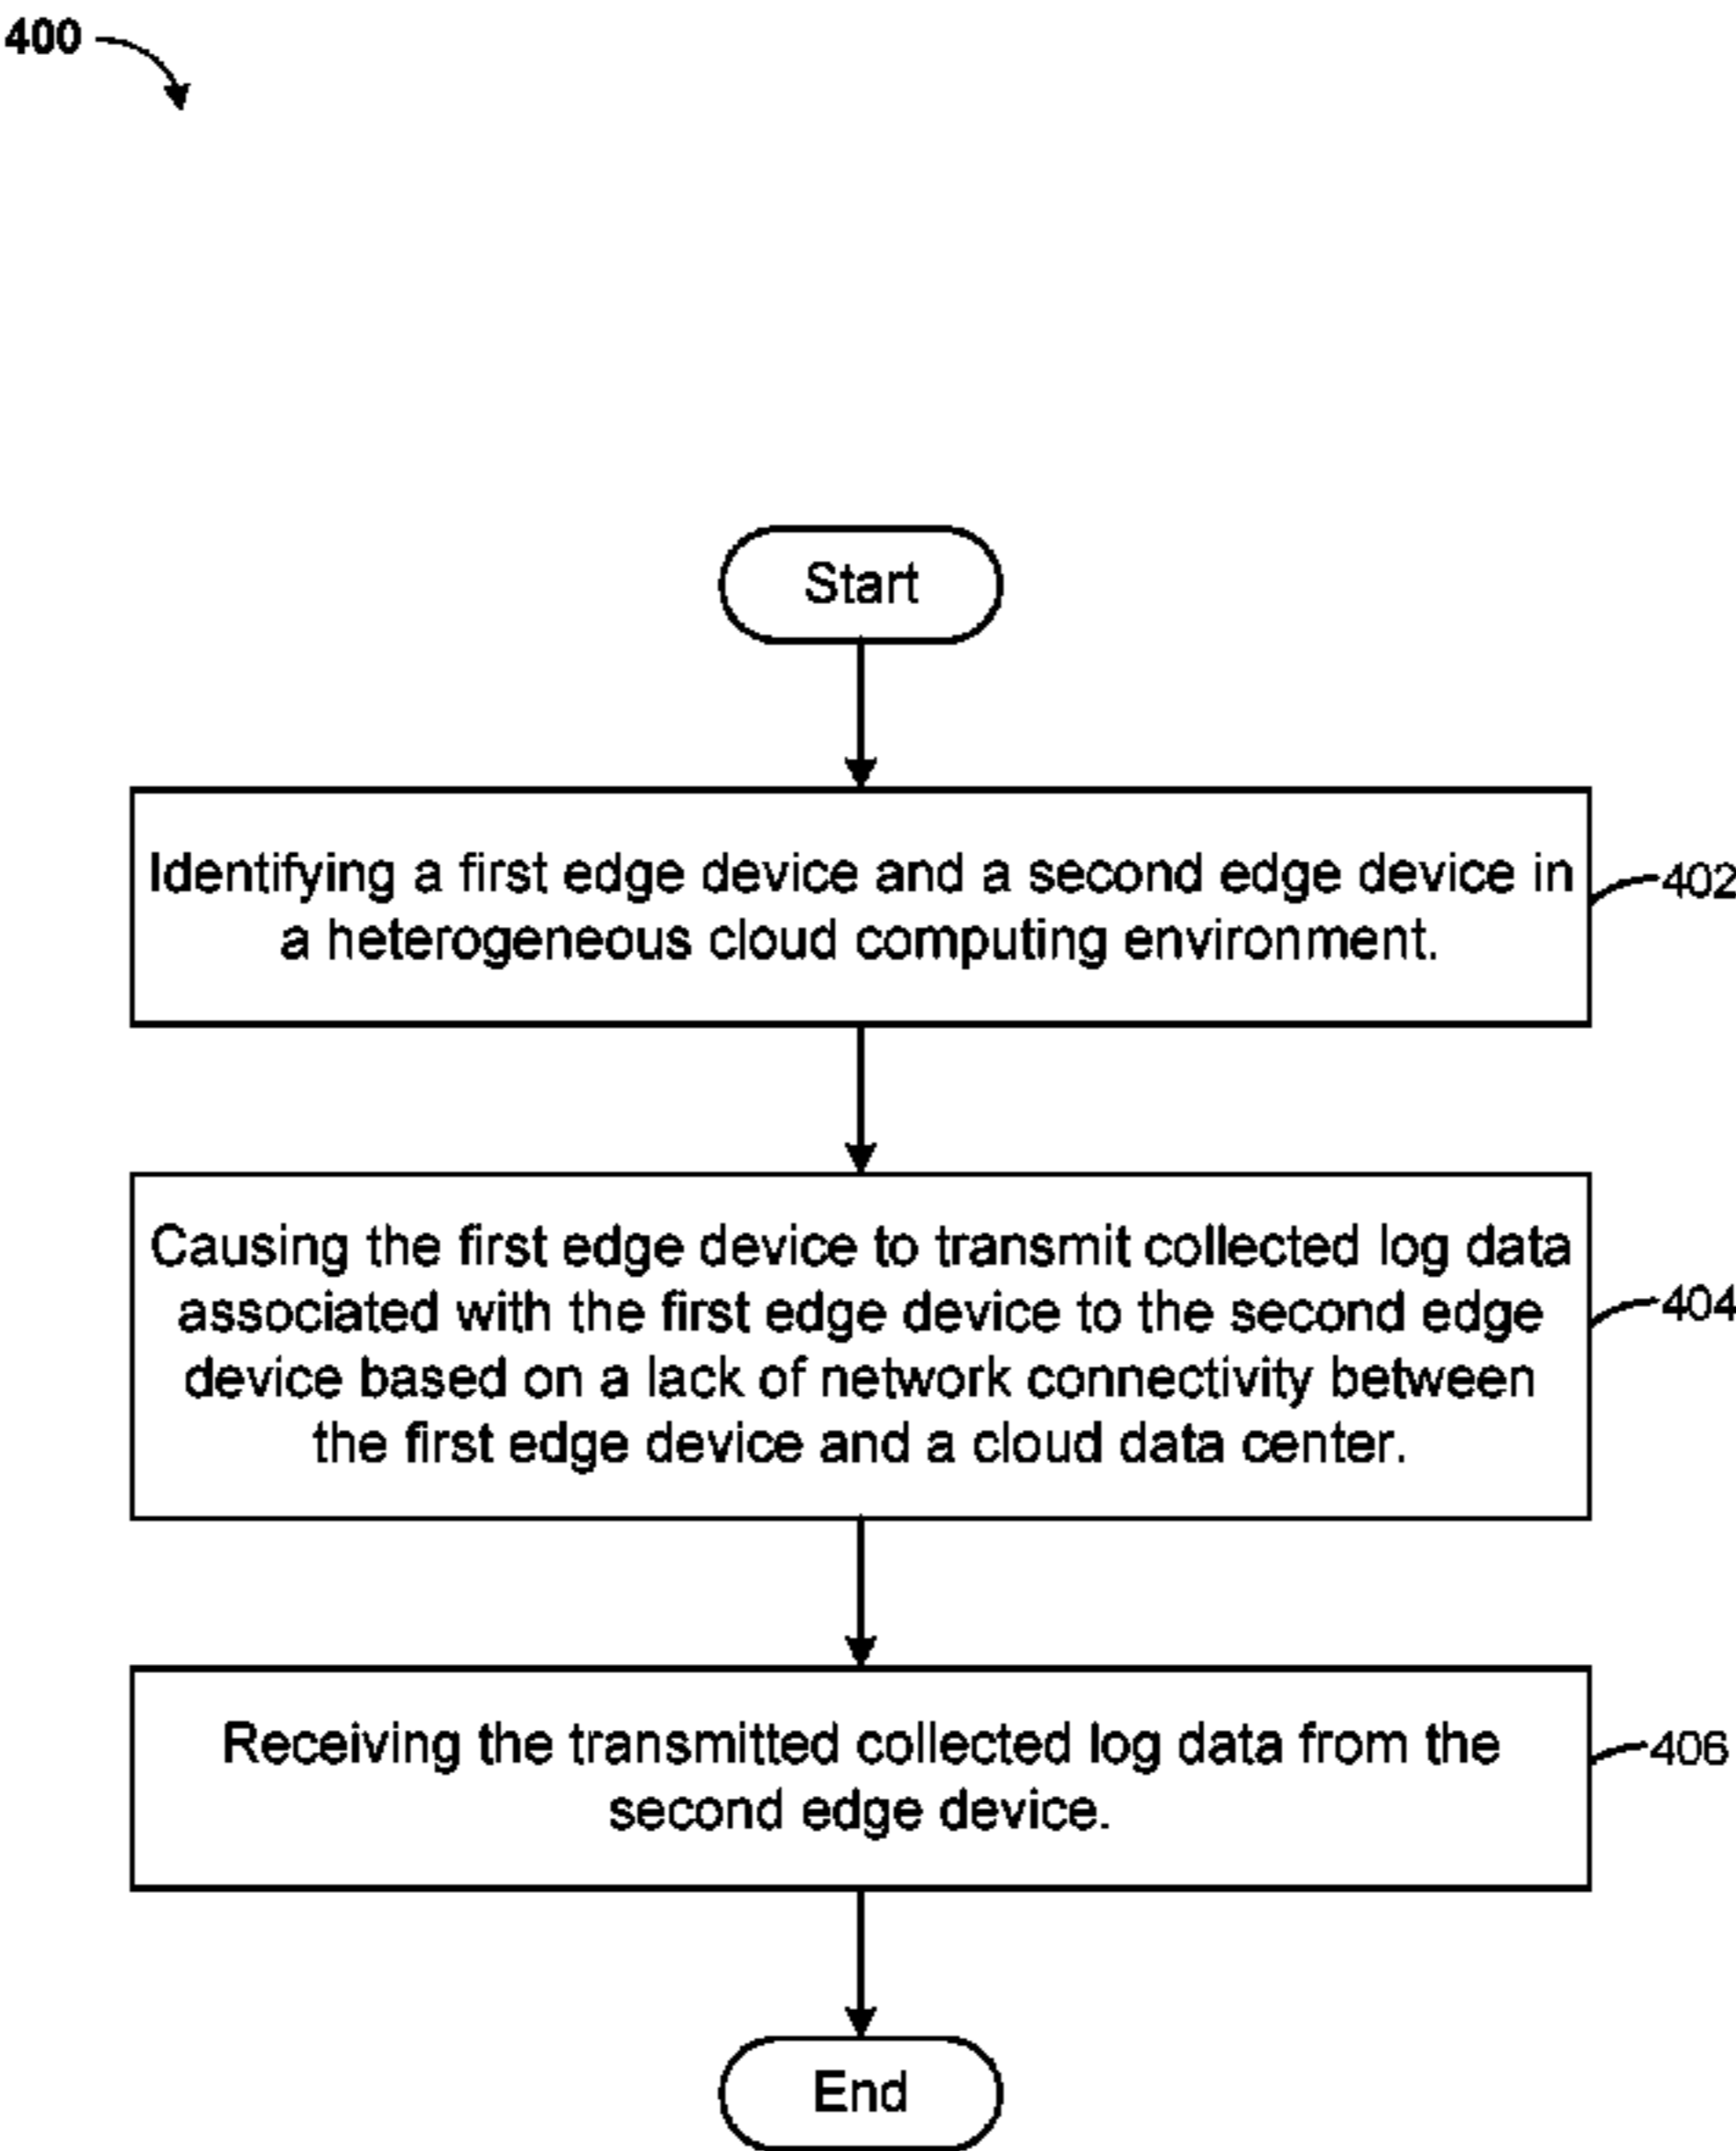 400
Start
Identifying a first edge device and a second edge device in
a heterogeneous cloud computing environment.
402
Causing the first edge device to transmit collected log data
associated with the first edge device to the second edge
device based on a lack of network connectivity between
the first edge device and a cloud data center.
404
Receiving the transmitted collected log data from the
second edge device.
406
End